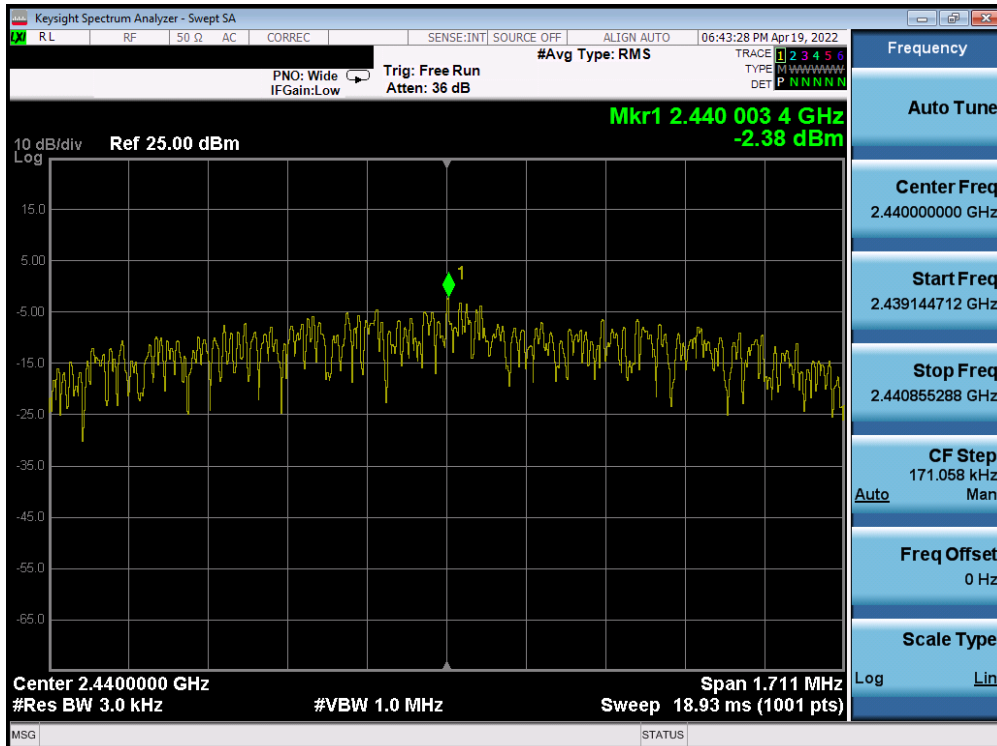 Keysight Spectrum Analyzer - Swept SA
LXI RL RF 50 Ω AC CORREC SENSE:INT SOURCE OFF ALIGN AUTO 06:43:28 PM Apr 19, 2022
#Avg Type: RMS
TRACE 1 2 3 4 5 6
TYPE M W W W W W
DET P N N N N N
PNO: Wide
IFGain:Low
Trig: Free Run
Atten: 36 dB
Mkr1 2.440 003 4 GHz
-2.38 dBm
10 dB/div
Log
Ref 25.00 dBm
15.0
5.00
-5.00
-15.0
-25.0
-35.0
-45.0
-55.0
-65.0
1
Center 2.4400000 GHz
Span 1.711 MHz
#Res BW 3.0 kHz
#VBW 1.0 MHz
Sweep 18.93 ms (1001 pts)
MSG
STATUS
Frequency
Auto Tune
Center Freq
2.440000000 GHz
Start Freq
2.439144712 GHz
Stop Freq
2.440855288 GHz
CF Step
171.058 kHz
Auto Man
Freq Offset
0 Hz
Scale Type
Log Lin